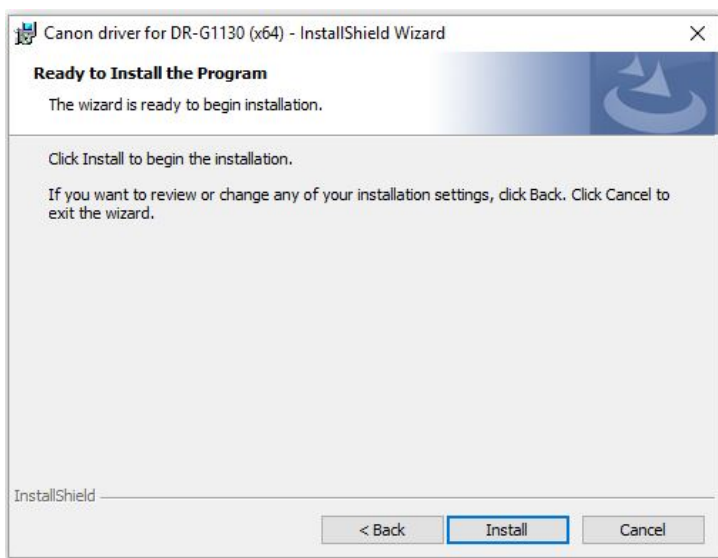 Canon driver for DR-G1130 (x64) - InstallShield Wizard
Ready to Install the Program
The wizard is ready to begin installation.
Click Install to begin the installation.
If you want to review or change any of your installation settings, click Back. Click Cancel to
exit the wizard.
InstallShield
< Back Install Cancel